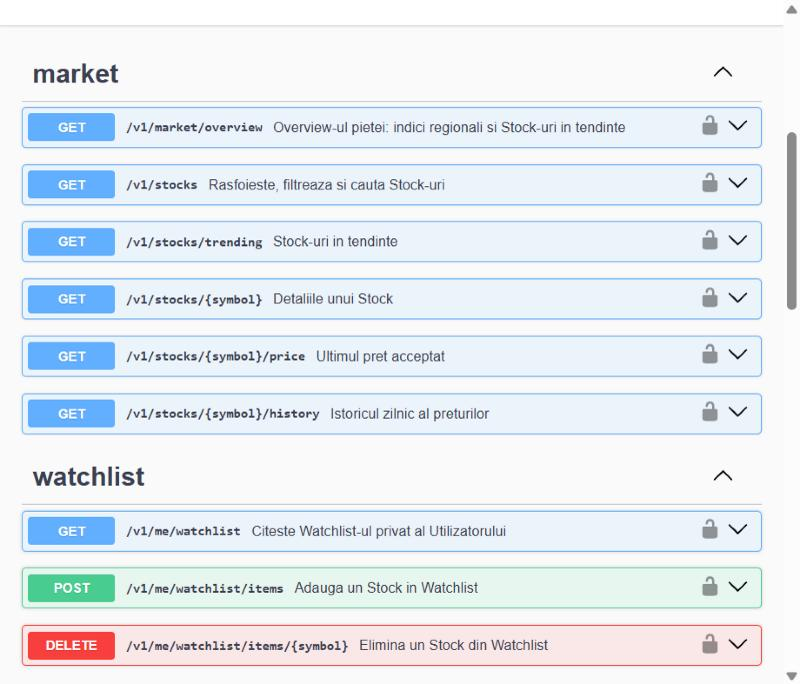 market
GET /v1/market/overview Overview-ul pietei: indici regionali si Stock-uri in tendinte
GET /v1/stocks Rasfoieste, filtreaza si cauta Stock-uri
GET /v1/stocks/trending Stock-uri in tendinte
GET /v1/stocks/{symbol} Detaliile unui Stock
GET /v1/stocks/{symbol}/price Ultimul pret acceptat
GET /v1/stocks/{symbol}/history Istoricul zilnic al preturilor
watchlist
GET /v1/me/watchlist Citeste Watchlist-ul privat al Utilizatorului
POST /v1/me/watchlist/items Adauga un Stock in Watchlist
DELETE /v1/me/watchlist/items/{symbol} Elimina un Stock din Watchlist